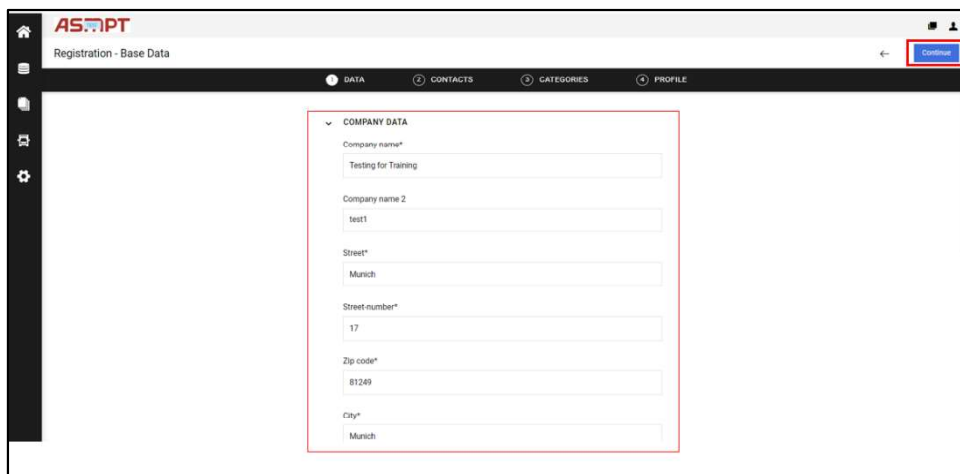 ASMPT
Registration - Base Data
Continue
1 DATA 2 CONTACTS 3 CATEGORIES 4 PROFILE
COMPANY DATA
Company name*
Testing for Training
Company name 2
test1
Street*
Munich
Street-number*
17
Zip code*
81249
City*
Munich